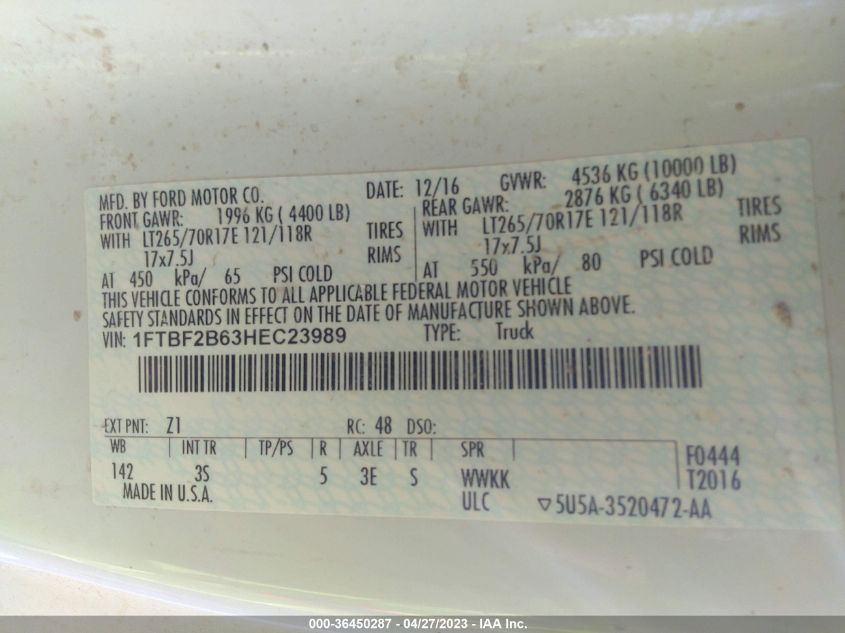 MFD. BY FORD MOTOR CO. DATE: 12/16 GVWR: 4536 KG (10000 LB)
FRONT GAWR: 1996 KG ( 4400 LB) REAR GAWR: 2876 KG ( 6340 LB)
WITH LT265/70R17E 121/118R TIRES WITH LT265/70R17E 121/118R TIRES
17x7.5J RIMS 17x7.5J RIMS
AT 450 kPa/ 65 PSI COLD AT 550 kPa/ 80 PSI COLD
THIS VEHICLE CONFORMS TO ALL APPLICABLE FEDERAL MOTOR VEHICLE
SAFETY STANDARDS IN EFFECT ON THE DATE OF MANUFACTURE SHOWN ABOVE.
VIN: 1FTBF2B63HEC23989 TYPE: Truck
EXT PNT: Z1 RC: 48 DSO:
WB INT TR TP/PS R AXLE TR SPR F0444
142 3S 5 3E S WWKK T2016
MADE IN U.S.A. ULC ▽5U5A-3520472-AA
000-36450287 - 04/27/2023 - IAA Inc.